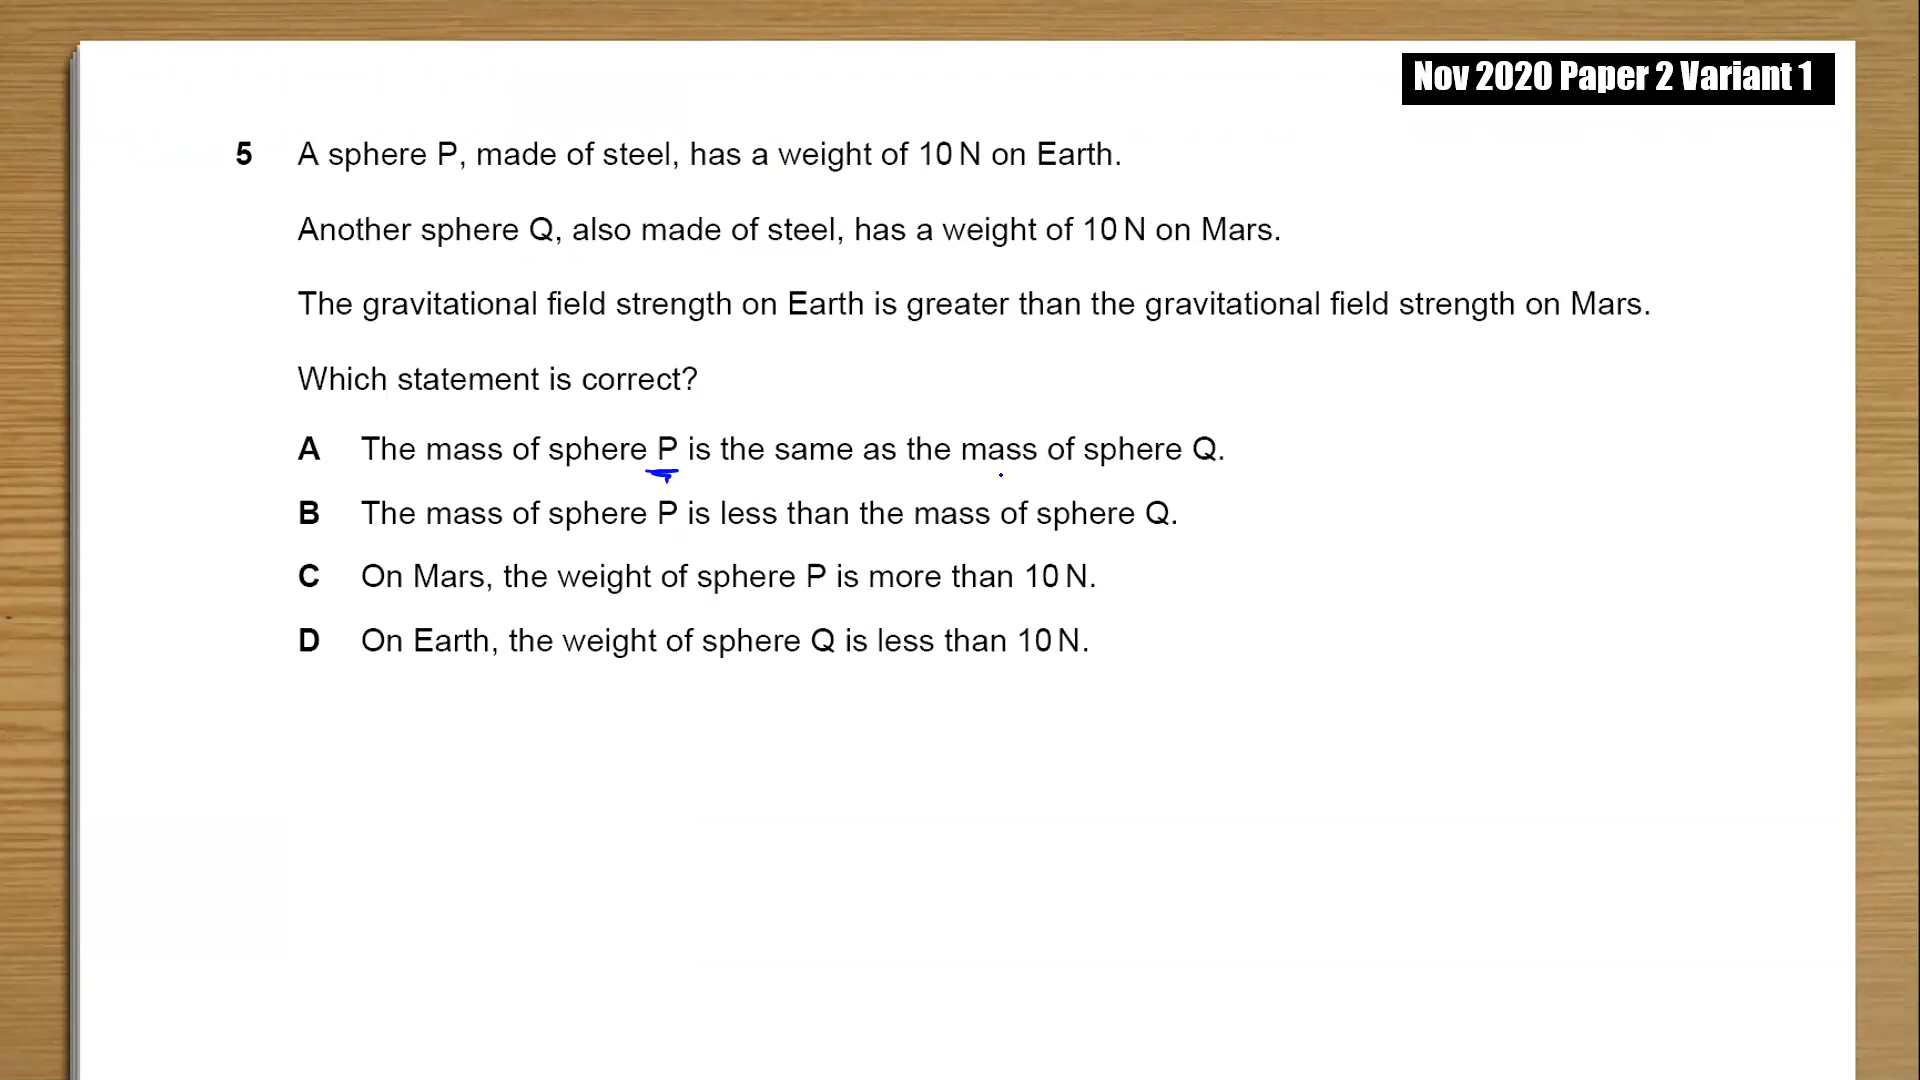 Nov 2020 Paper 2 Variant 1
5 A sphere P, made of steel, has a weight of 10 N on Earth.
Another sphere Q, also made of steel, has a weight of 10 N on Mars.
The gravitational field strength on Earth is greater than the gravitational field strength on Mars.
Which statement is correct?
A The mass of sphere P is the same as the mass of sphere Q.
B The mass of sphere P is less than the mass of sphere Q.
C On Mars, the weight of sphere P is more than 10 N.
D On Earth, the weight of sphere Q is less than 10 N.